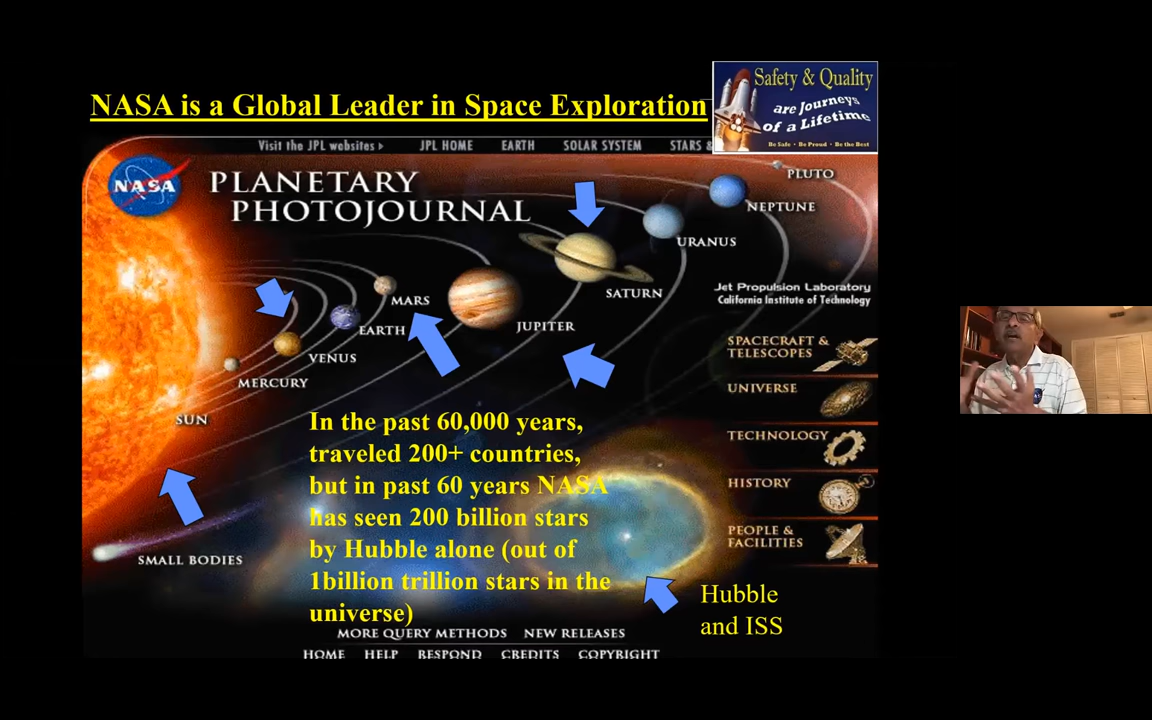 NASA is a Global Leader in Space Exploration
Safety & Quality
are Journeys
of a Lifetime
Be Safe • Be Proud • Be the Best
Visit the JPL websites
JPL HOME
EARTH
SOLAR SYSTEM
STARS &
NASA
PLANETARY
PHOTOJOURNAL
PLUTO
NEPTUNE
URANUS
SATURN
Jet Propulsion Laboratory
California Institute of Technology
MARS
EARTH
JUPITER
VENUS
MERCURY
SUN
SPACECRAFT &
TELESCOPES
UNIVERSE
TECHNOLOGY
HISTORY
PEOPLE &
FACILITIES
In the past 60,000 years,
traveled 200+ countries,
but in past 60 years NASA
has seen 200 billion stars
by Hubble alone (out of
1billion trillion stars in the
universe)
SMALL BODIES
Hubble
and ISS
MORE QUERY METHODS
NEW RELEASES
HOME
HELP
RESPOND
CREDITS
COPYRIGHT